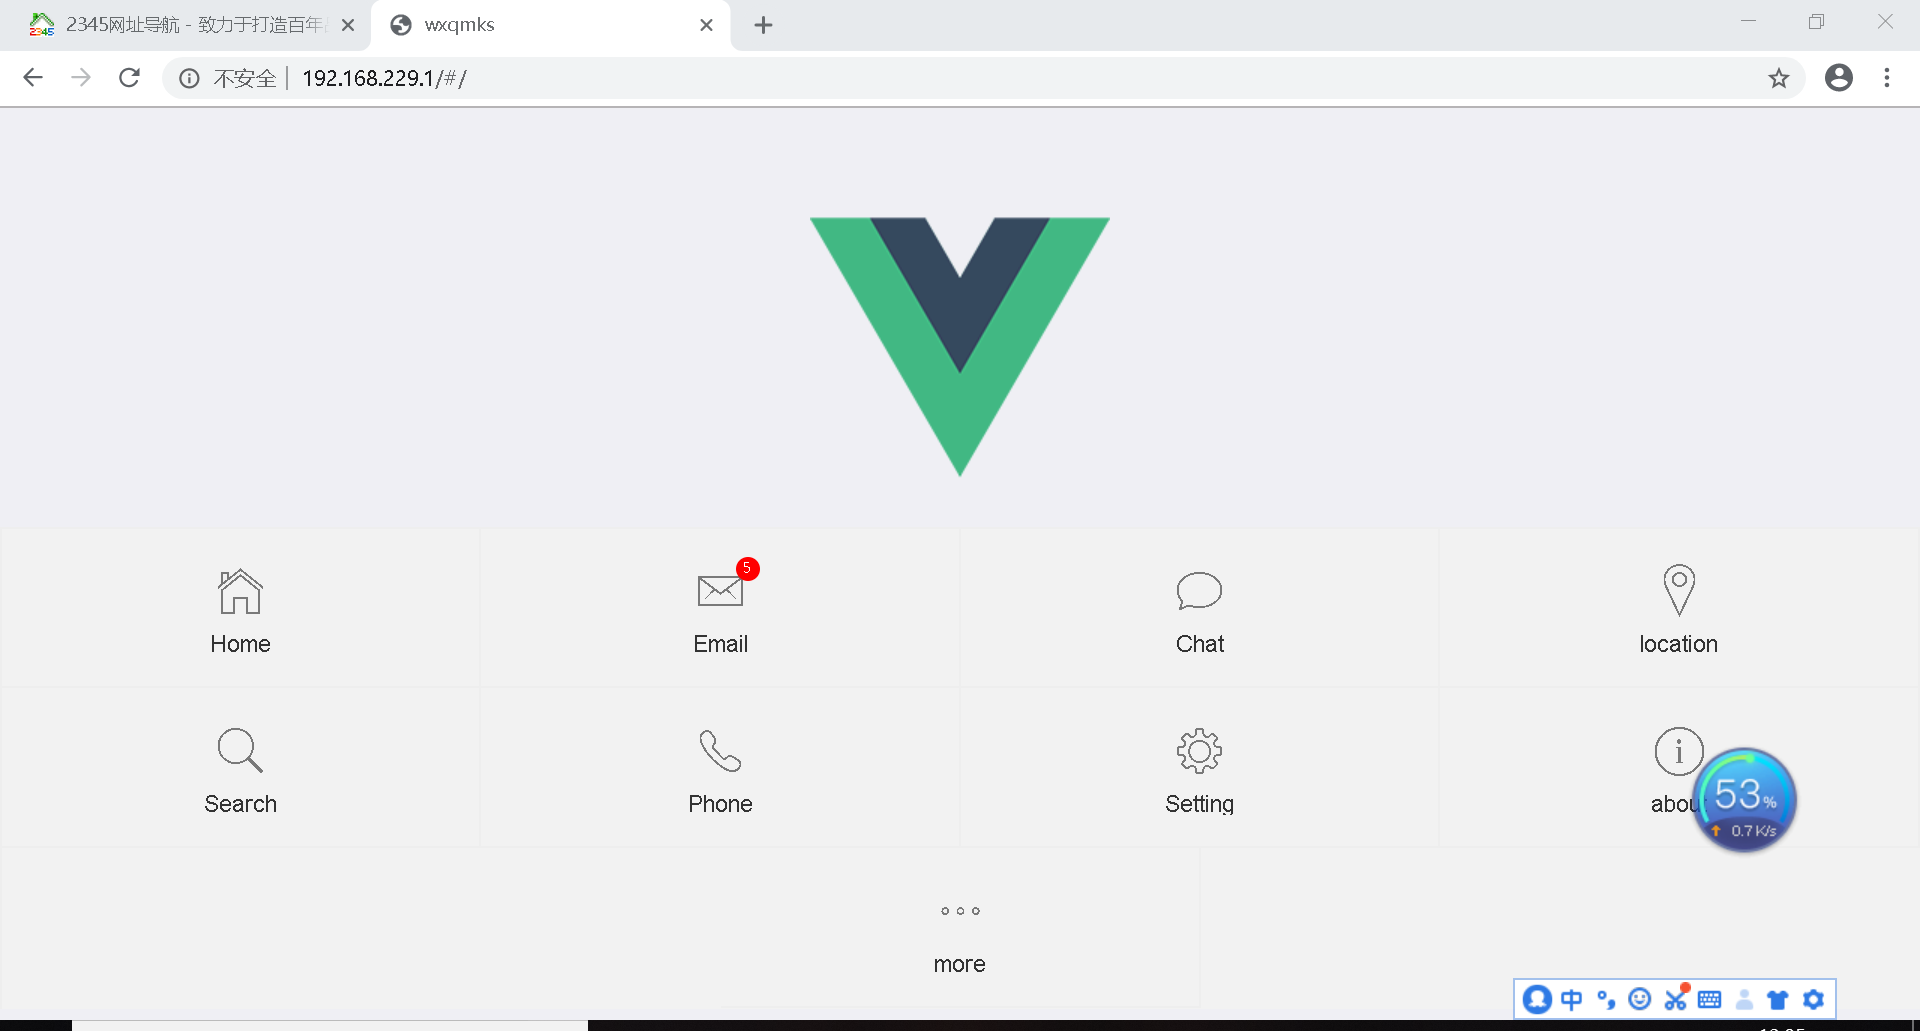 2345网址导航 - 致力于打造百年
wxqmks
不安全 192.168.229.1/#/
5
Home
Email
Chat
location
Search
Phone
Setting
abou
53%
0.7K/s
more
中